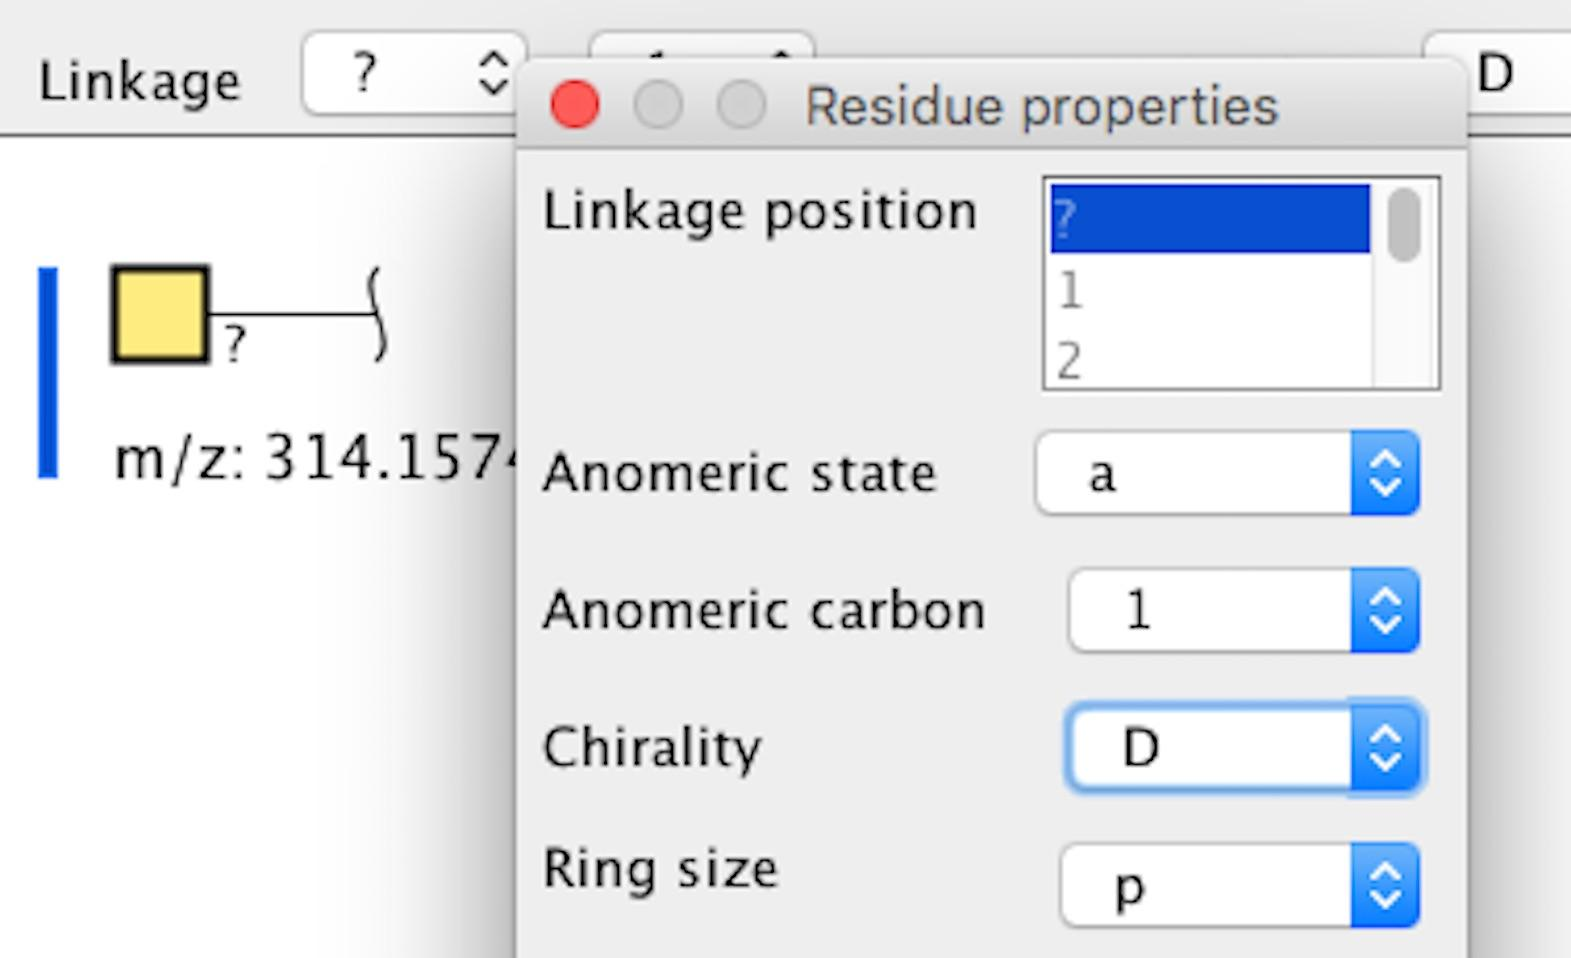 Linkage ? D
Residue properties
Linkage position ?
1
2
?
m/z: 314.157
Anomeric state a
Anomeric carbon 1
Chirality D
Ring size p